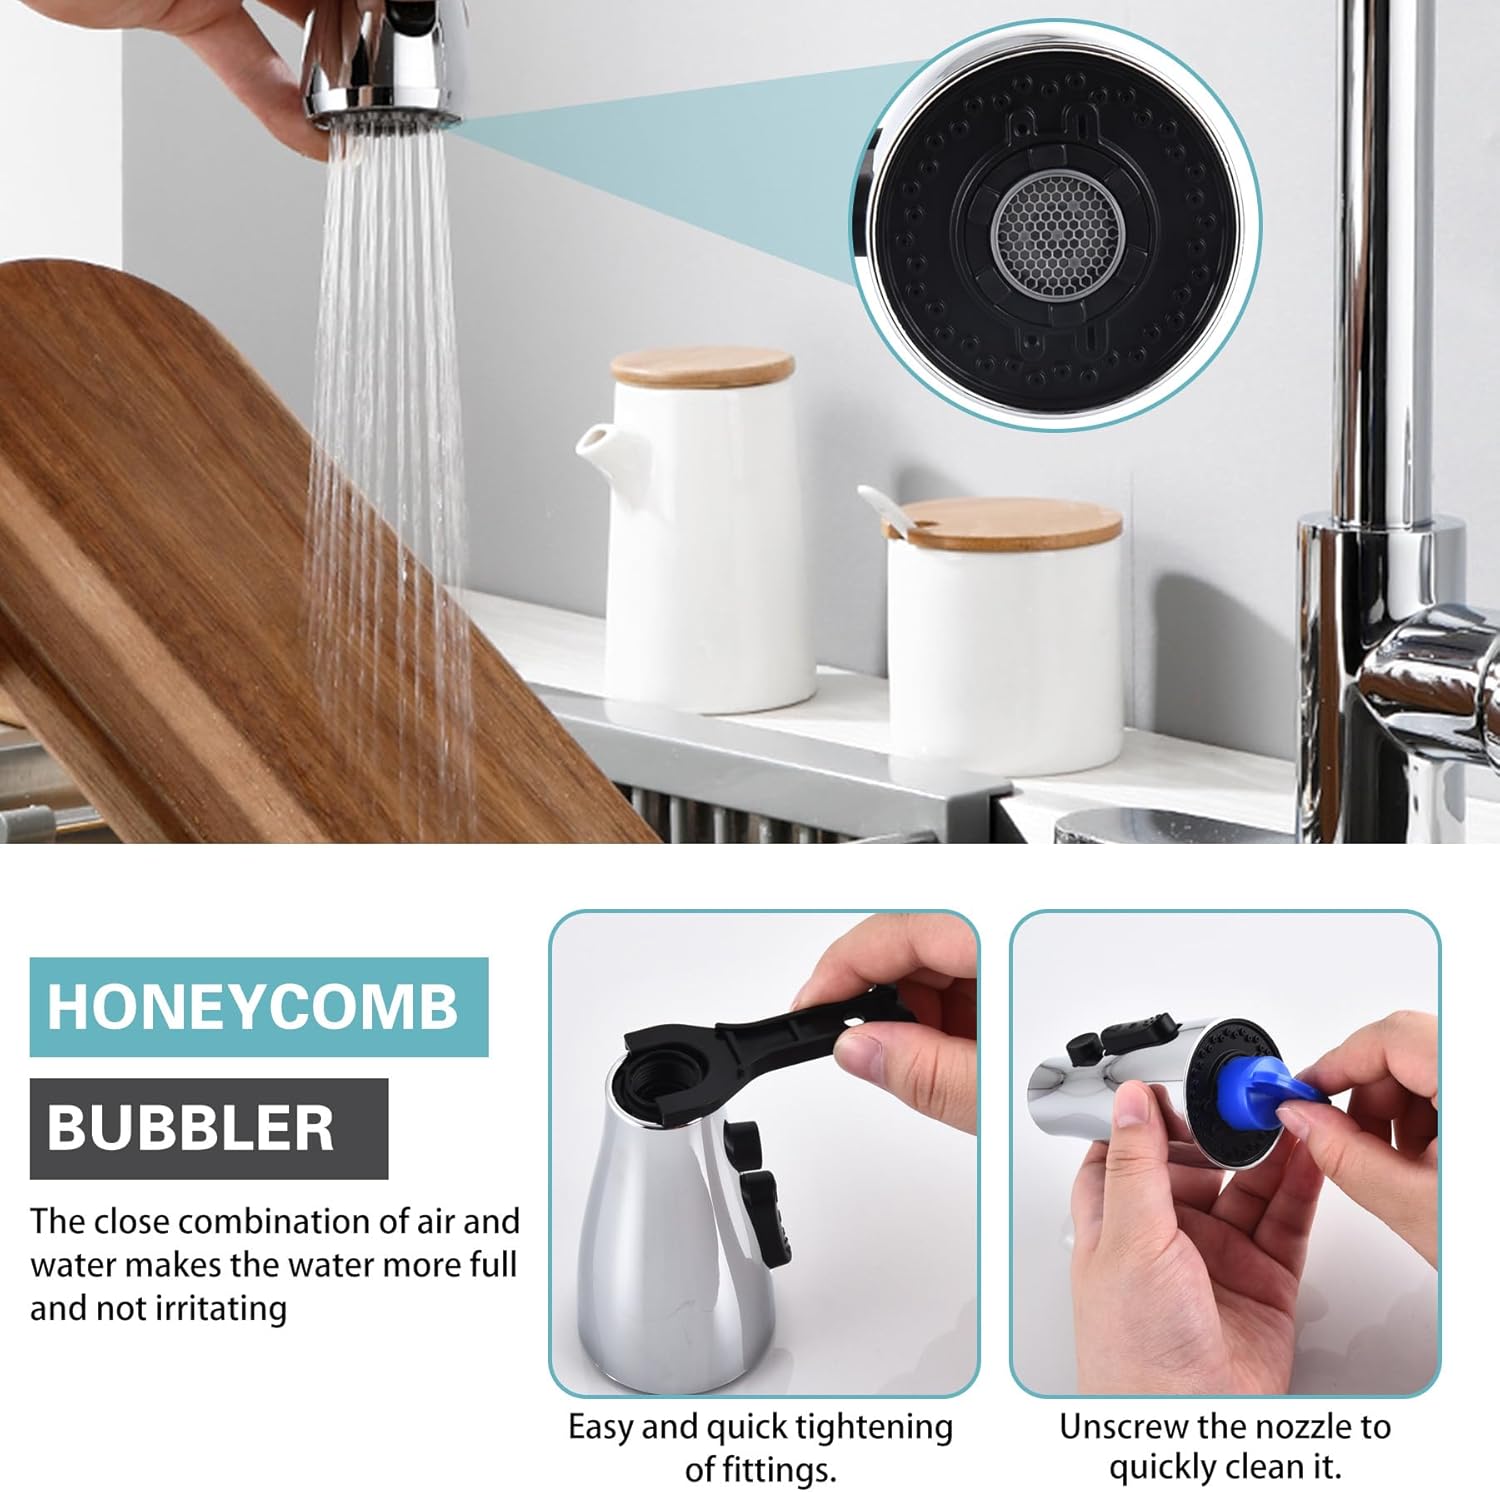 HONEYCOMB
BUBBLER
The close combination of air and
water makes the water more full
and not irritating
Easy and quick tightening
of fittings.
Unscrew the nozzle to
quickly clean it.